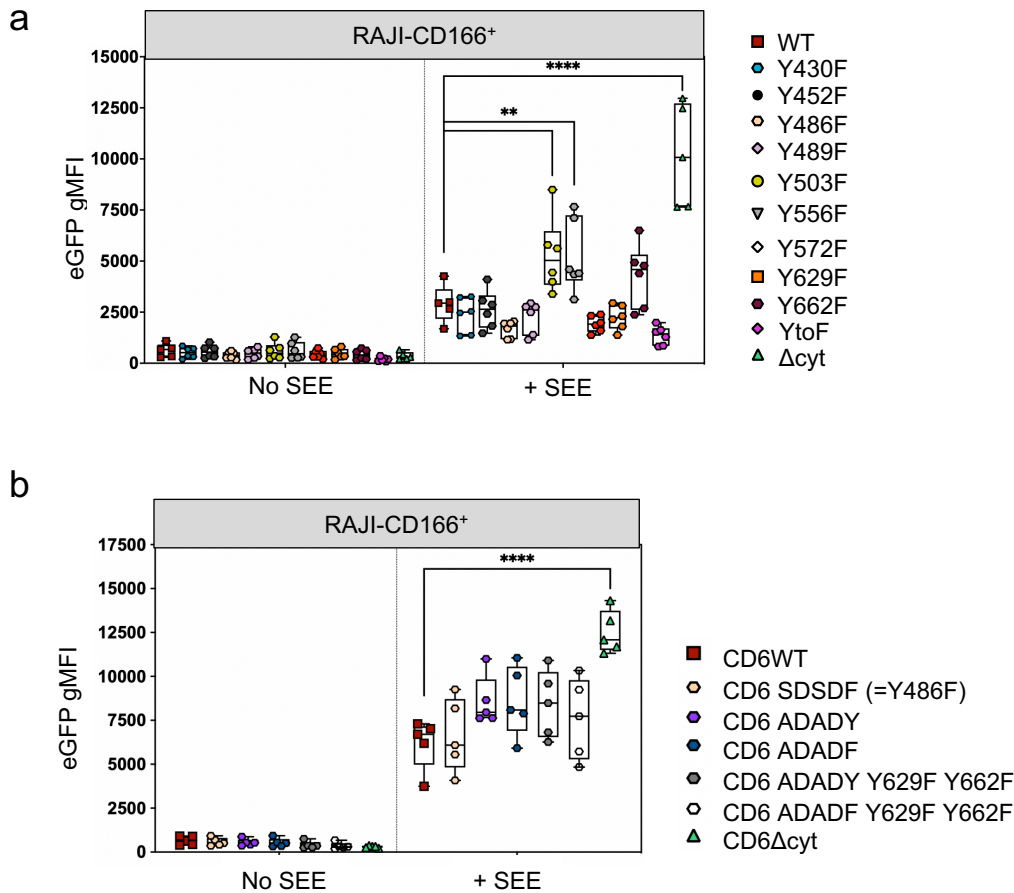 a
RAJI-CD166⁺
15000
12500
10000
7500
5000
2500
0
eGFP gMFI
****
**
No SEE
+ SEE
WT
Y430F
Y452F
Y486F
Y489F
Y503F
Y556F
Y572F
Y629F
Y662F
YtoF
Δcyt
b
RAJI-CD166⁺
17500
15000
12500
10000
7500
5000
2500
0
eGFP gMFI
****
No SEE
+ SEE
CD6WT
CD6 SDSDF (=Y486F)
CD6 ADADY
CD6 ADADF
CD6 ADADY Y629F Y662F
CD6 ADADF Y629F Y662F
CD6Δcyt